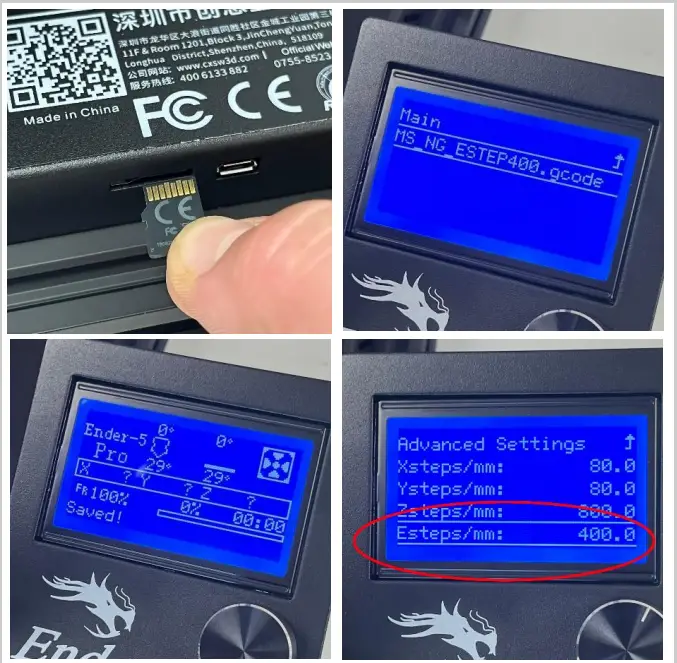 深圳市创想三
深圳市龙华区大浪街道同胜社区金城工业园第三
11F & Room 1201,Block 3,JinChengYuan,Ton
Longhua District,Shenzhen,China, 518109
公司网站: www.cxsw3d.com | Official We
服务热线: 400 6133 882 0755-8523
Made in China
FC CE
CE
FC
Main
MS_NG_ESTEP400.gcode
Ender-5
Pro
0° 0°
29° 29°
X ? Y ? Z ?
FR100% 0% 00:00
Saved!
End
Advanced Settings
Xsteps/mm: 80.0
Ysteps/mm: 80.0
Zsteps/mm: 800.0
Esteps/mm: 400.0